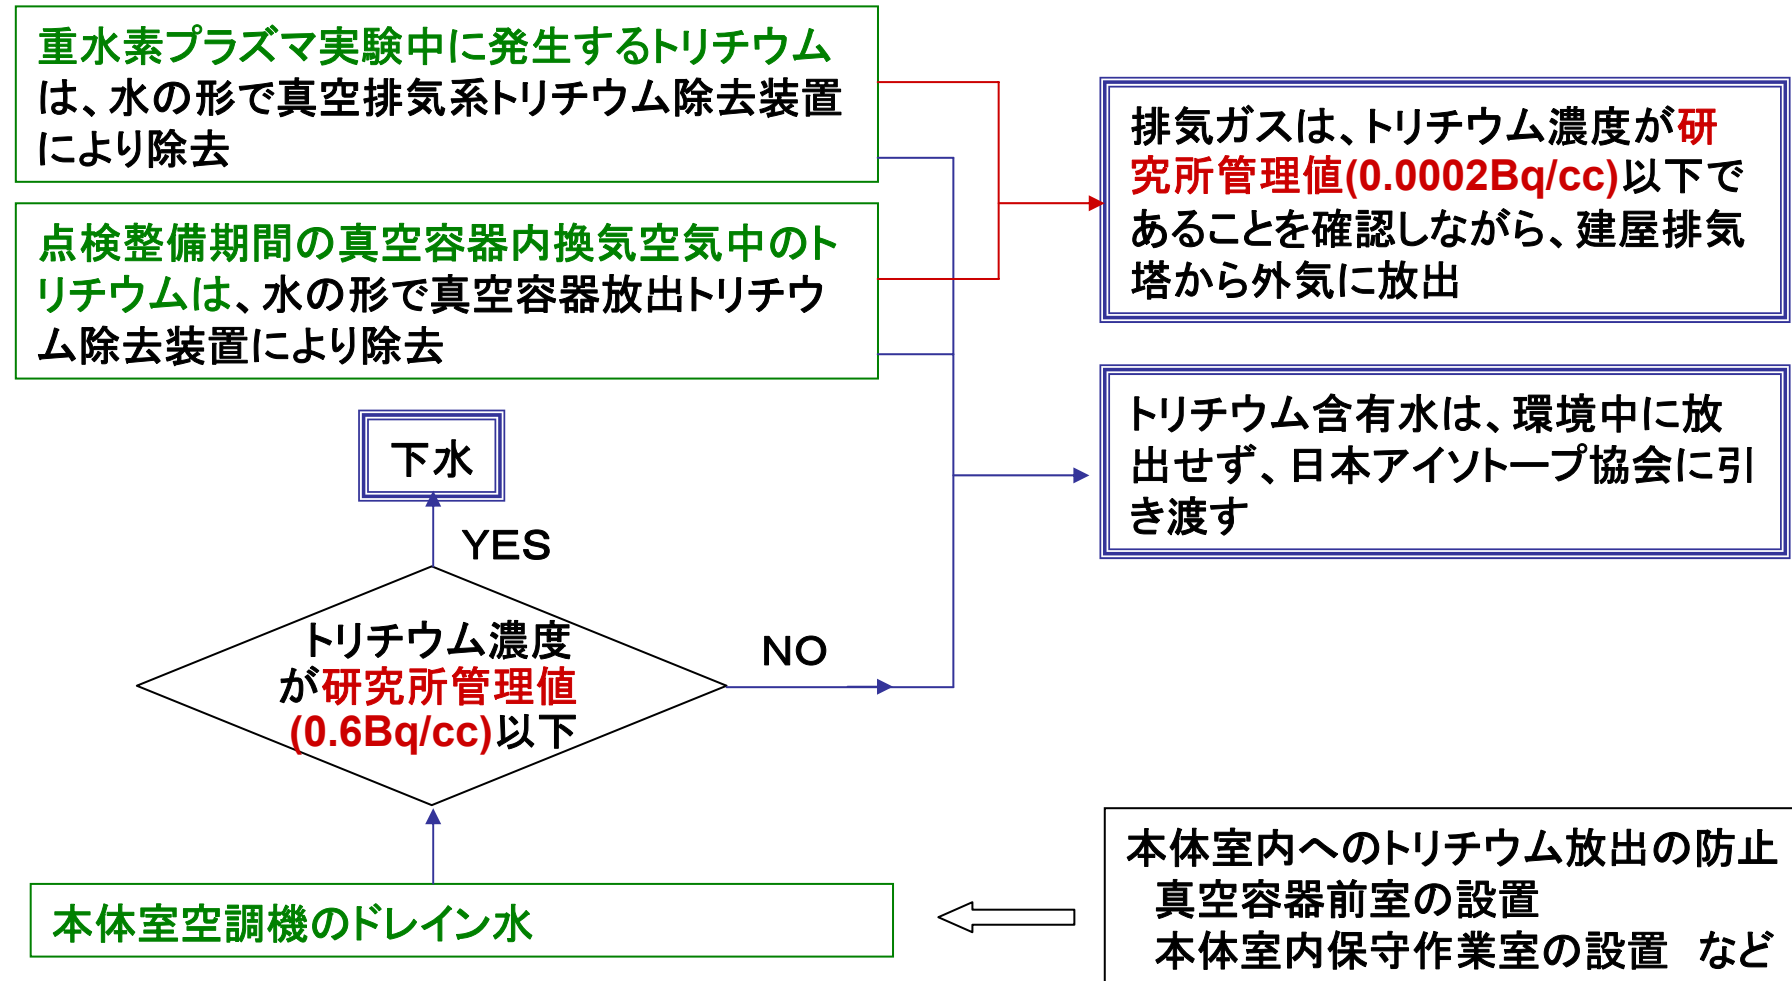 重水素プラズマ実験中に発生するトリチウム
は、水の形で真空排気系トリチウム除去装置
により除去
点検整備期間の真空容器内換気空気中のト
リチウムは、水の形で真空容器放出トリチウ
ム除去装置により除去
排気ガスは、トリチウム濃度が研
究所管理値(0.0002Bq/cc)以下で
あることを確認しながら、建屋排気
塔から外気に放出
トリチウム含有水は、環境中に放
出せず、日本アイソトープ協会に引
き渡す
下水
YES
トリチウム濃度
が研究所管理値
(0.6Bq/cc)以下
NO
本体室空調機のドレイン水
本体室内へのトリチウム放出の防止
真空容器前室の設置
本体室内保守作業室の設置　など